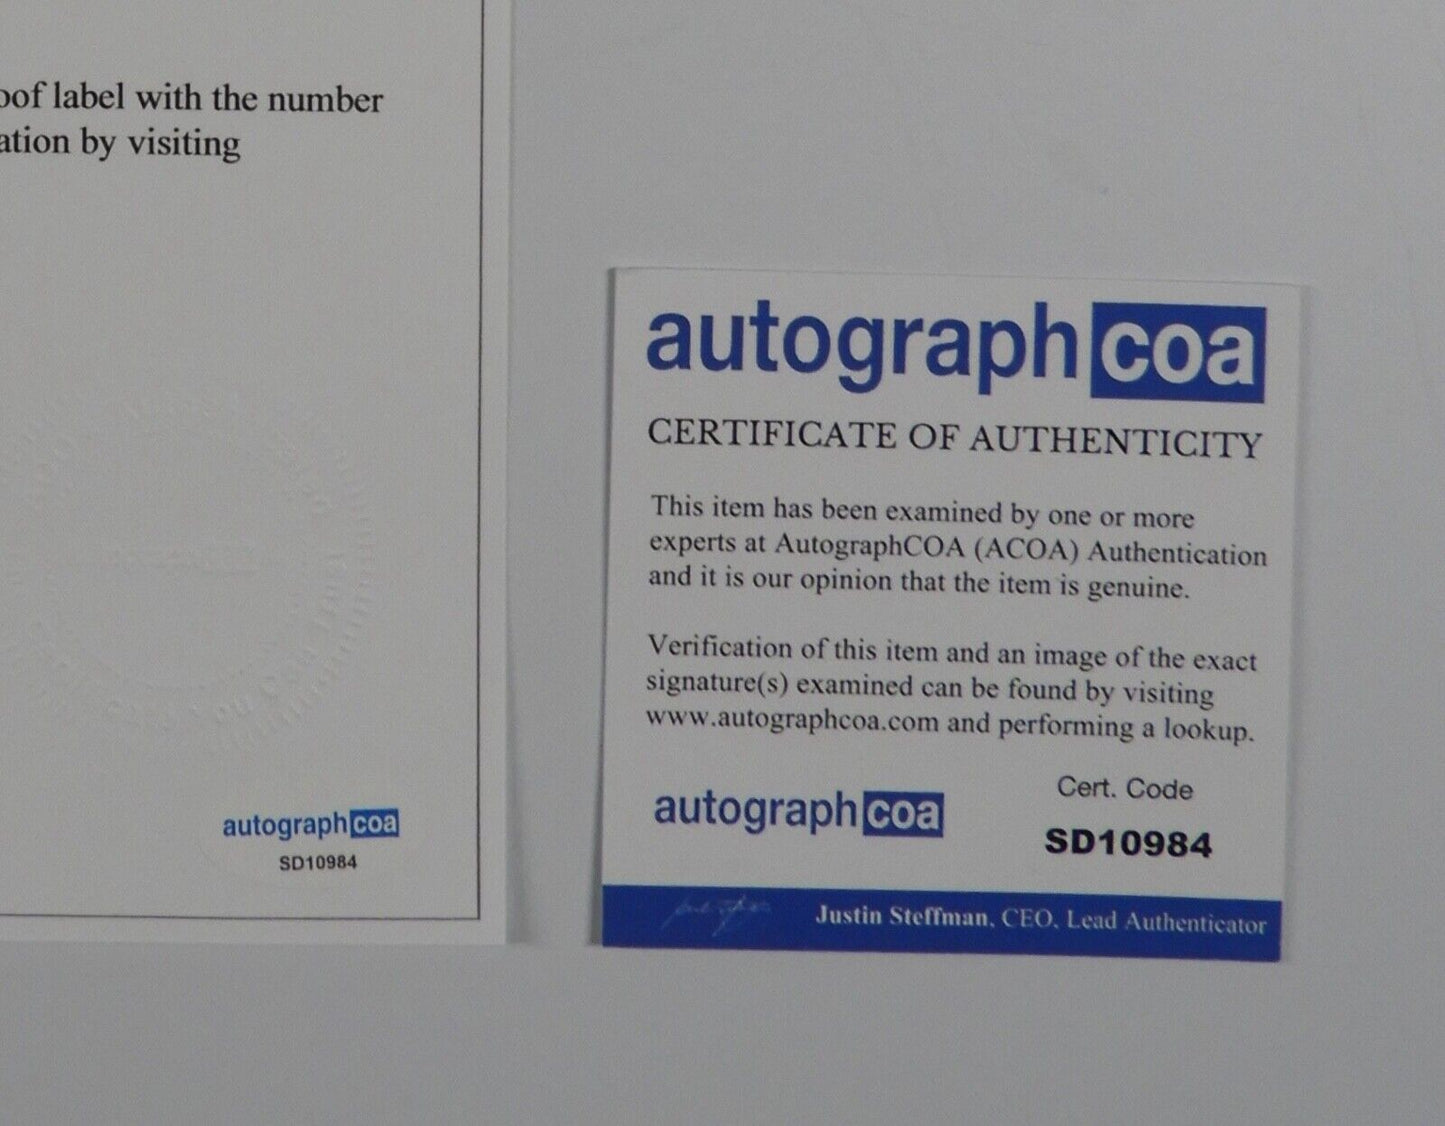 label with the number
by visiting
autographcoa
SD10984
autographcoa
CERTIFICATE OF AUTHENTICITY
This item has been examined by one or more
experts at AutographCOA (ACOA) Authentication
and it is our opinion that the item is genuine.
Verification of this item and an image of the exact
signature(s) examined can be found by visiting
www.autographcoa.com and performing a lookup.
autographcoa
Cert. Code
SD10984
Justin Steffman, CEO, Lead Authenticator